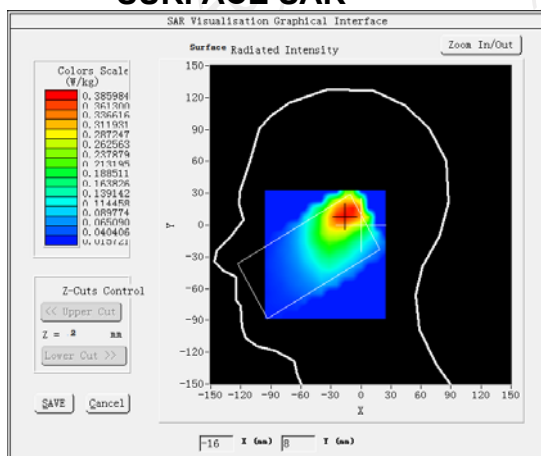 SURFACE SAR
SAR Visualisation Graphical Interface
Surface Radiated Intensity
Zoom In/Out
Colors Scale
(W/kg)
0.385984
0.361300
0.336616
0.311931
0.287247
0.262563
0.237879
0.213195
0.188511
0.163826
0.139142
0.114458
0.089774
0.065090
0.040406
0.015721
Z-Cuts Control
<< Upper Cut
Z = 2 mm
Lower Cut >>
SAVE
Cancel
150
120
90
60
30
0
-30
-60
-90
-120
-150
Y
-150 -120 -90 -60 -30 0 30 60 90 120 150
X
-16 X (mm) 8 Y (mm)